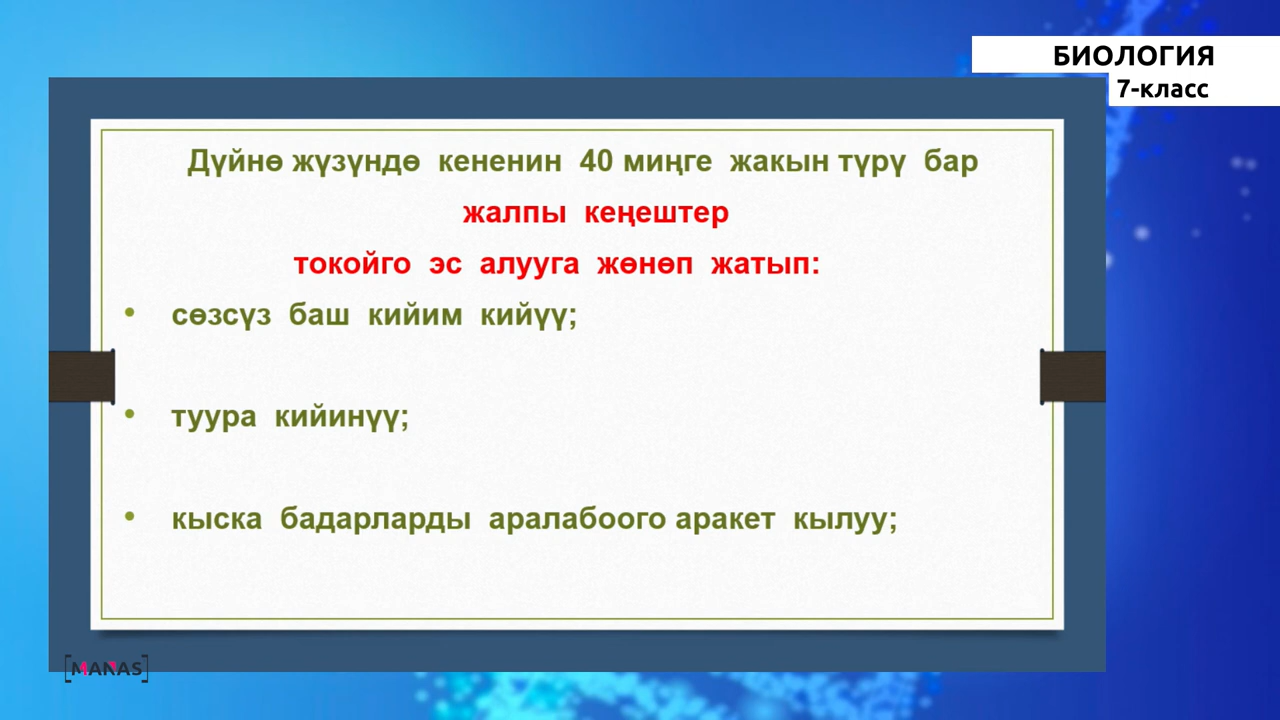 БИОЛОГИЯ
7-класс
Дүйнө жүзүндө кененин 40 миңге жакын түрү бар
жалпы кеңештер
токойго эс алууга жөнөп жатып:
• сөзсүз баш кийим кийүү;
• туура кийинүү;
• кыска бадарларды аралабоого аракет кылуу;
[MANAS]